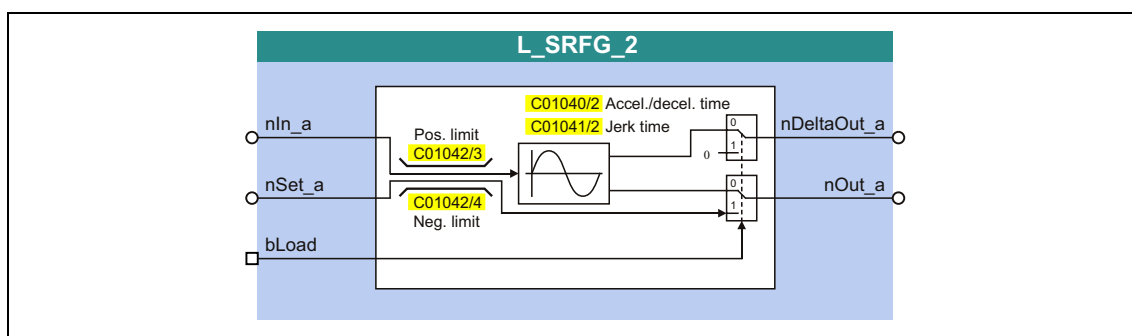 L_SRFG_2
C01040/2 Accel./decel. time
C01041/2 Jerk time
nIn_a
Pos. limit
C01042/3
nSet_a
C01042/4
Neg. limit
bLoad
0
1
0
nDeltaOut_a
0
1
nOut_a